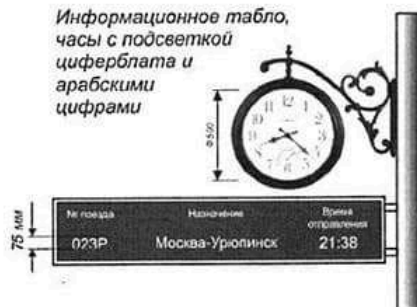 Информационное табло,
часы с подсветкой
циферблата и
арабскими
цифрами
12
Ф500
№ поезда Назначение Время отправления
75 мм
023Р Москва-Урюпинск 21:38